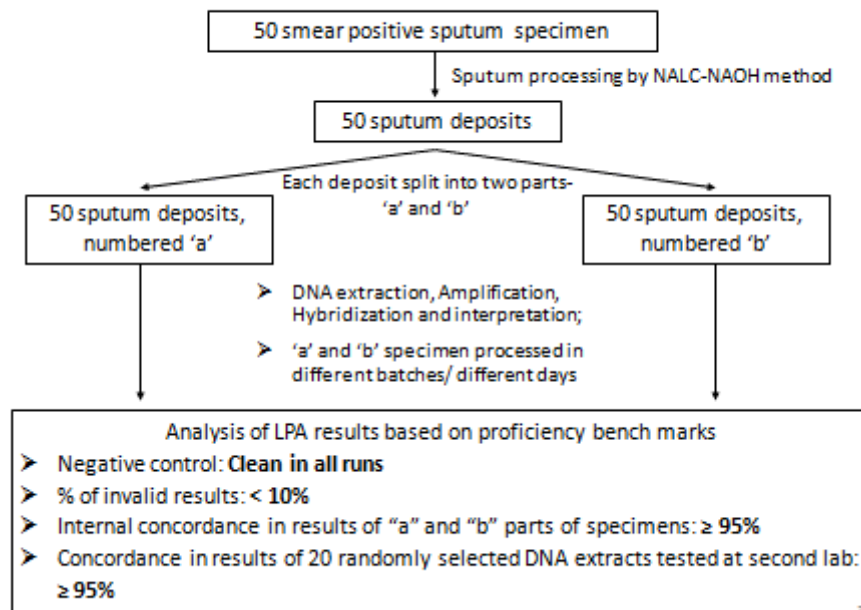 50 smear positive sputum specimen
Sputum processing by NALC-NAOH method
50 sputum deposits
Each deposit split into two parts-
‘a’ and ‘b’
50 sputum deposits,
numbered ‘a’
50 sputum deposits,
numbered ‘b’
➤ DNA extraction, Amplification,
Hybridization and interpretation;
➤ ‘a’ and ‘b’ specimen processed in
different batches/ different days
Analysis of LPA results based on proficiency bench marks
➤ Negative control: Clean in all runs
➤ % of invalid results: < 10%
➤ Internal concordance in results of “a” and “b” parts of specimens: ≥ 95%
➤ Concordance in results of 20 randomly selected DNA extracts tested at second lab:
≥ 95%